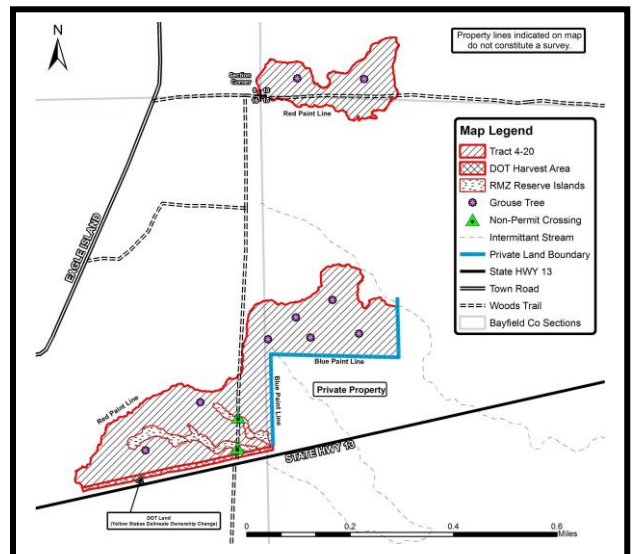 N
Property lines indicated on map
do not constitute a survey.
Section
Corner
Red Paint Line
Map Legend
Tract 4-20
DOT Harvest Area
RMZ Reserve Islands
Grouse Tree
Non-Permit Crossing
Intermittant Stream
Private Land Boundary
State HWY 13
Town Road
Woods Trail
Bayfield Co Sections
EAGLE ISLAND
Blue Paint Line
Blue Paint Line
Private Property
Red Paint Line
STATE HWY 13
DOT Land
(Yellow Stakes Delineate Ownership Change)
0 0.2 0.4 0.6
Miles